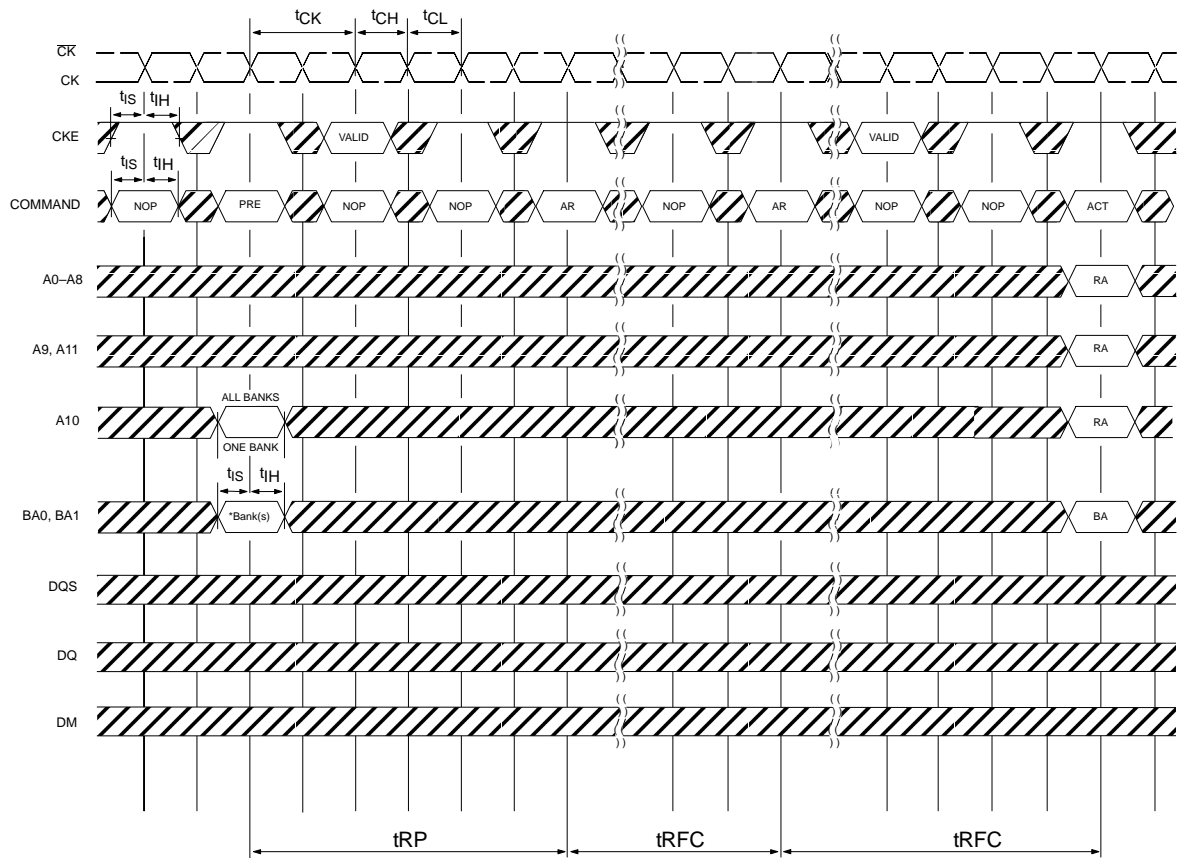 tCK tCH tCL
CK
CK
tIS tIH
CKE VALID VALID
tIS tIH
COMMAND NOP PRE NOP NOP AR NOP AR NOP NOP ACT
A0–A8 RA
A9, A11 RA
ALL BANKS
A10 RA
ONE BANK
tIS tIH
BA0, BA1 *Bank(s) BA
DQS
DQ
DM
tRP tRFC tRFC